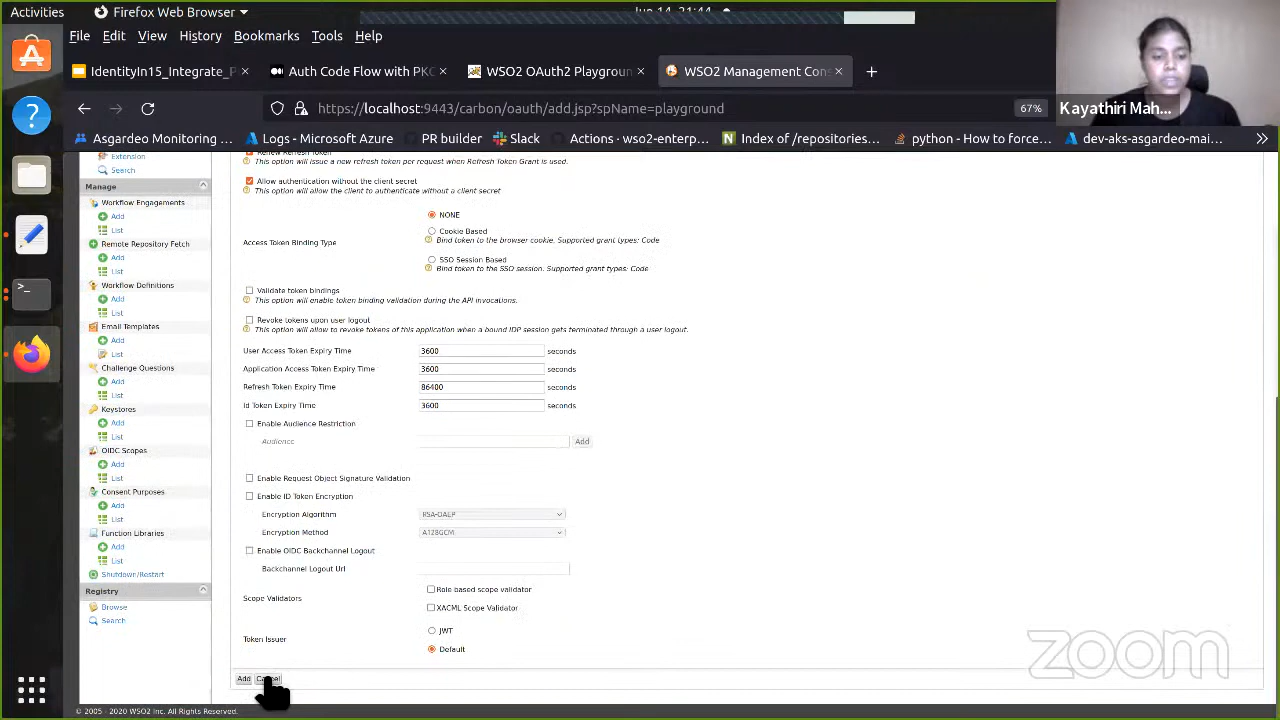 Activities
Firefox Web Browser
Jun 14, 21:44
File Edit View History Bookmarks Tools Help
IdentityIn15_Integrate_P
Auth Code Flow with PKC
WSO2 OAuth2 Playgroun
WSO2 Management Cons
https://localhost:9443/carbon/oauth/add.jsp?spName=playground
67%
Kayathiri Mah...
Asgardeo Monitoring ...
Logs - Microsoft Azure
PR builder
Slack
Actions · wso2-enterp...
Index of /repositories...
python - How to force...
dev-aks-asgardeo-mai...
Extension
Search
Manage
Workflow Engagements
Add
List
Remote Repository Fetch
Add
List
Workflow Definitions
Add
List
Email Templates
Add
List
Challenge Questions
Add
List
Keystores
Add
List
OIDC Scopes
Add
List
Consent Purposes
Add
List
Function Libraries
Add
List
Shutdown/Restart
Registry
Browse
Search
This option will issue a new refresh token per request when Refresh Token Grant is used.
Allow authentication without the client secret
This option will allow the client to authenticate without a client secret
Access Token Binding Type
NONE
Cookie Based
Bind token to the browser cookie. Supported grant types: Code
SSO Session Based
Bind token to the SSO session. Supported grant types: Code
Validate token bindings
This option will enable token binding validation during the API invocations.
Revoke tokens upon user logout
This option will allow to revoke tokens of this application when a bound IDP session gets terminated through a user logout.
User Access Token Expiry Time 3600 seconds
Application Access Token Expiry Time 3600 seconds
Refresh Token Expiry Time 86400 seconds
Id Token Expiry Time 3600 seconds
Enable Audience Restriction
Audience Add
Enable Request Object Signature Validation
Enable ID Token Encryption
Encryption Algorithm RSA-OAEP
Encryption Method A128GCM
Enable OIDC Backchannel Logout
Backchannel Logout Url
Scope Validators
Role based scope validator
XACML Scope Validator
Token Issuer
JWT
Default
Add Cancel
zoom
© 2005 - 2020 WSO2 Inc. All Rights Reserved.